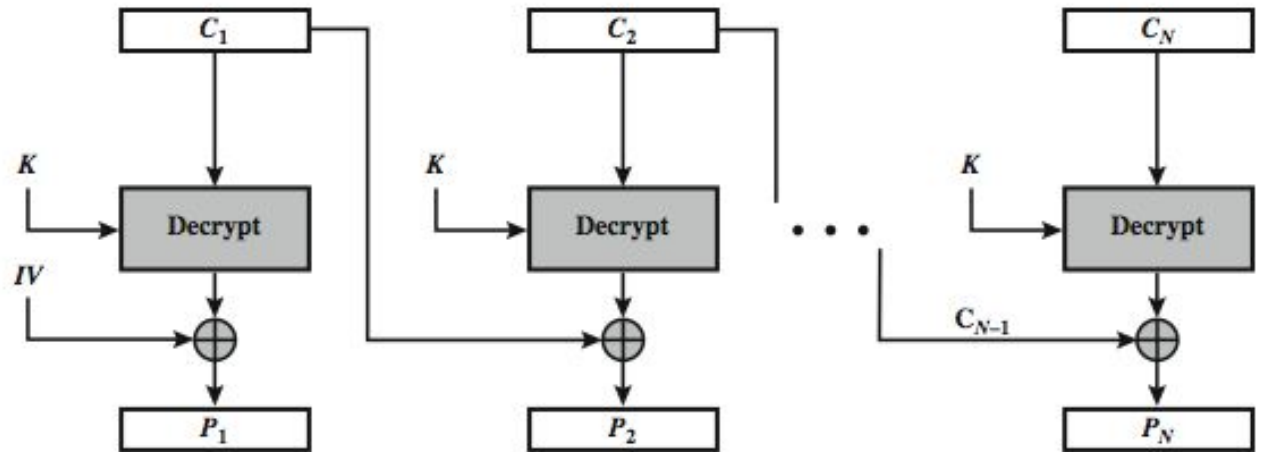 C1 C2 CN
K K K
Decrypt Decrypt • • • Decrypt
IV
CN–1
P1 P2 PN